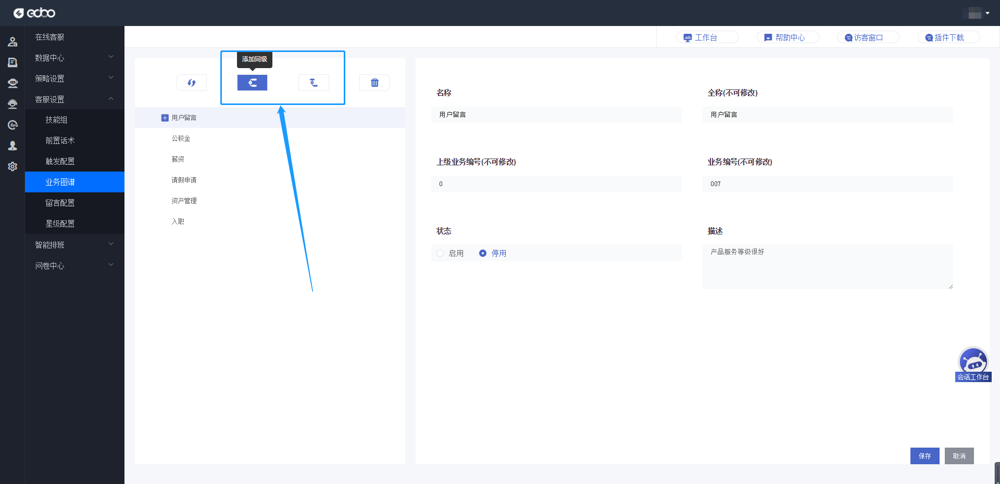 ecbo
工作台
帮助中心
访客窗口
插件下载
在线客服
数据中心
策略设置
客服设置
技能组
前置话术
触发配置
业务图谱
留言配置
星级配置
智能排班
问卷中心
添加同级
用户留言
公积金
薪资
请假申请
资产管理
入职
名称
用户留言
全称(不可修改)
用户留言
上级业务编号(不可修改)
0
业务编号(不可修改)
007
状态
启用
停用
描述
产品服务等级很好
会话工作台
保存
取消